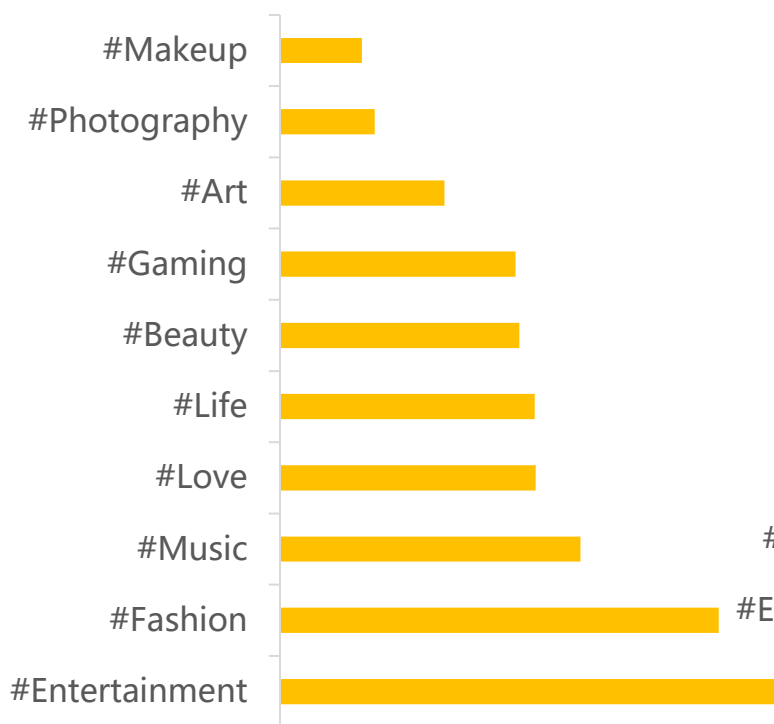 #Makeup
#Photography
#Art
#Gaming
#Beauty
#Life
#Love
#Music
#Fashion
#Entertainment